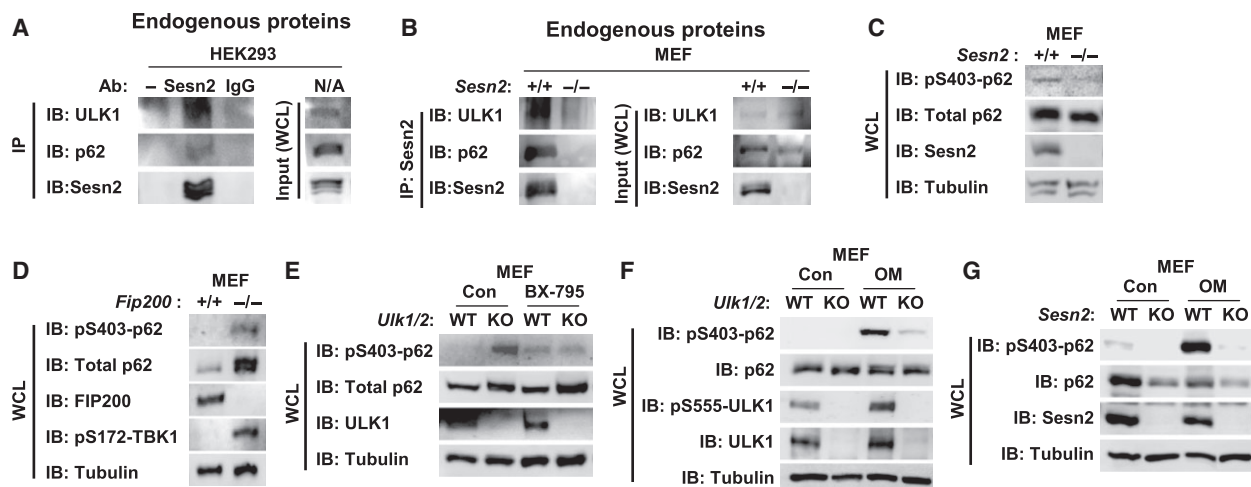 A
Endogenous proteins
HEK293
Ab: – Sesn2 IgG N/A
IP
IB: ULK1
IB: p62
IB:Sesn2
Input (WCL)
B
Endogenous proteins
MEF
Sesn2: +/+ –/– +/+ –/–
IP: Sesn2
IB: ULK1
IB: p62
IB:Sesn2
Input (WCL)
IB: ULK1
IB: p62
IB:Sesn2
C
MEF
Sesn2 : +/+ –/–
WCL
IB: pS403-p62
IB: Total p62
IB: Sesn2
IB: Tubulin
D
MEF
Fip200 : +/+ –/–
WCL
IB: pS403-p62
IB: Total p62
IB: FIP200
IB: pS172-TBK1
IB: Tubulin
E
MEF
Con BX-795
Ulk1/2: WT KO WT KO
WCL
IB: pS403-p62
IB: Total p62
IB: ULK1
IB: Tubulin
F
MEF
Con OM
Ulk1/2: WT KO WT KO
WCL
IB: pS403-p62
IB: p62
IB: pS555-ULK1
IB: ULK1
IB: Tubulin
G
MEF
Con OM
Sesn2: WT KO WT KO
WCL
IB: pS403-p62
IB: p62
IB: Sesn2
IB: Tubulin